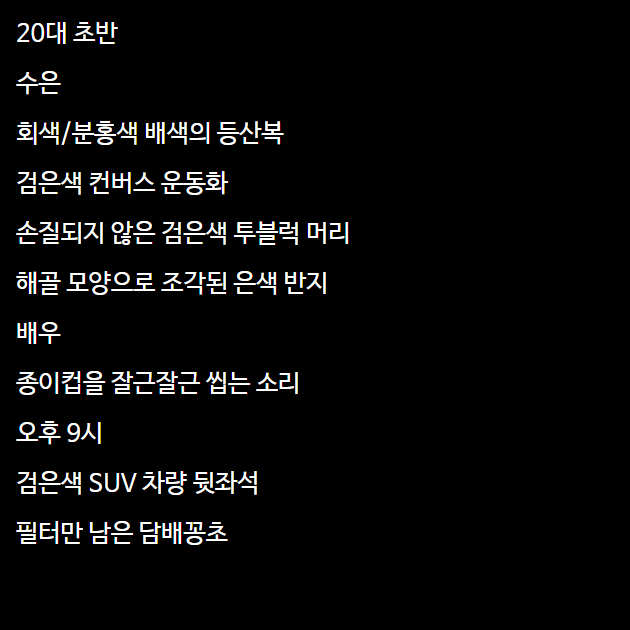 20대 초반
수은
회색/분홍색 배색의 등산복
검은색 컨버스 운동화
손질되지 않은 검은색 투블럭 머리
해골 모양으로 조각된 은색 반지
배우
종이컵을 잘근잘근 씹는 소리
오후 9시
검은색 SUV 차량 뒷좌석
필터만 남은 담배꽁초